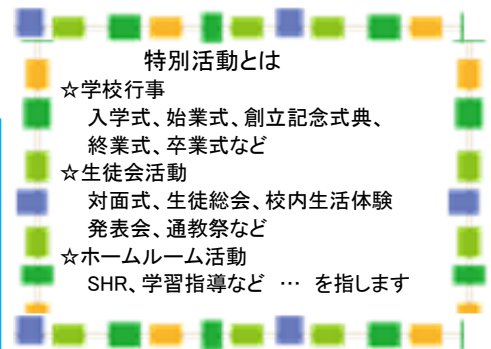 特別活動とは
☆学校行事
入学式、始業式、創立記念式典、
終業式、卒業式など
☆生徒会活動
対面式、生徒総会、校内生活体験
発表会、通教祭など
☆ホームルーム活動
SHR、学習指導など … を指します